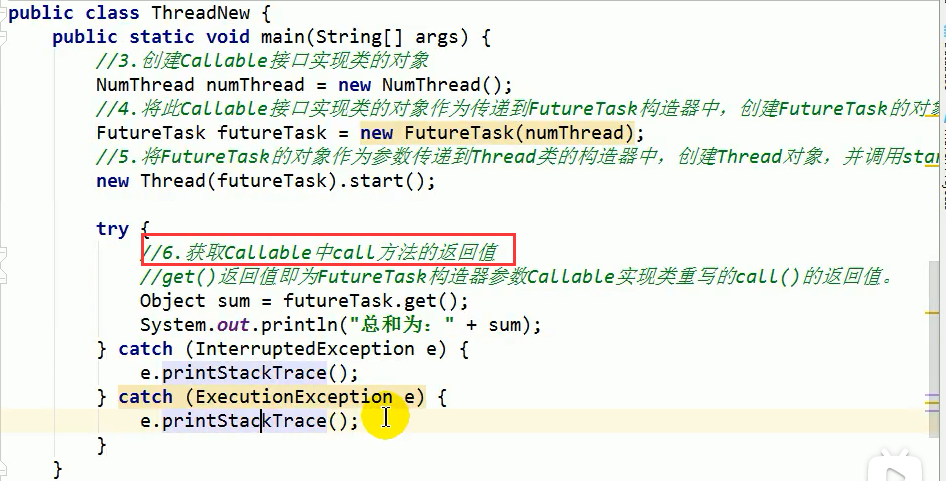 public class ThreadNew {
public static void main(String[] args) {
//3.创建Callable接口实现类的对象
NumThread numThread = new NumThread();
//4.将此Callable接口实现类的对象作为传递到FutureTask构造器中，创建FutureTask的对象
FutureTask futureTask = new FutureTask(numThread);
//5.将FutureTask的对象作为参数传递到Thread类的构造器中，创建Thread对象，并调用star
new Thread(futureTask).start();
try {
//6.获取Callable中call方法的返回值
//get()返回值即为FutureTask构造器参数Callable实现类重写的call()的返回值。
Object sum = futureTask.get();
System.out.println("总和为：" + sum);
} catch (InterruptedException e) {
e.printStackTrace();
} catch (ExecutionException e) {
e.printStackTrace();
}
}